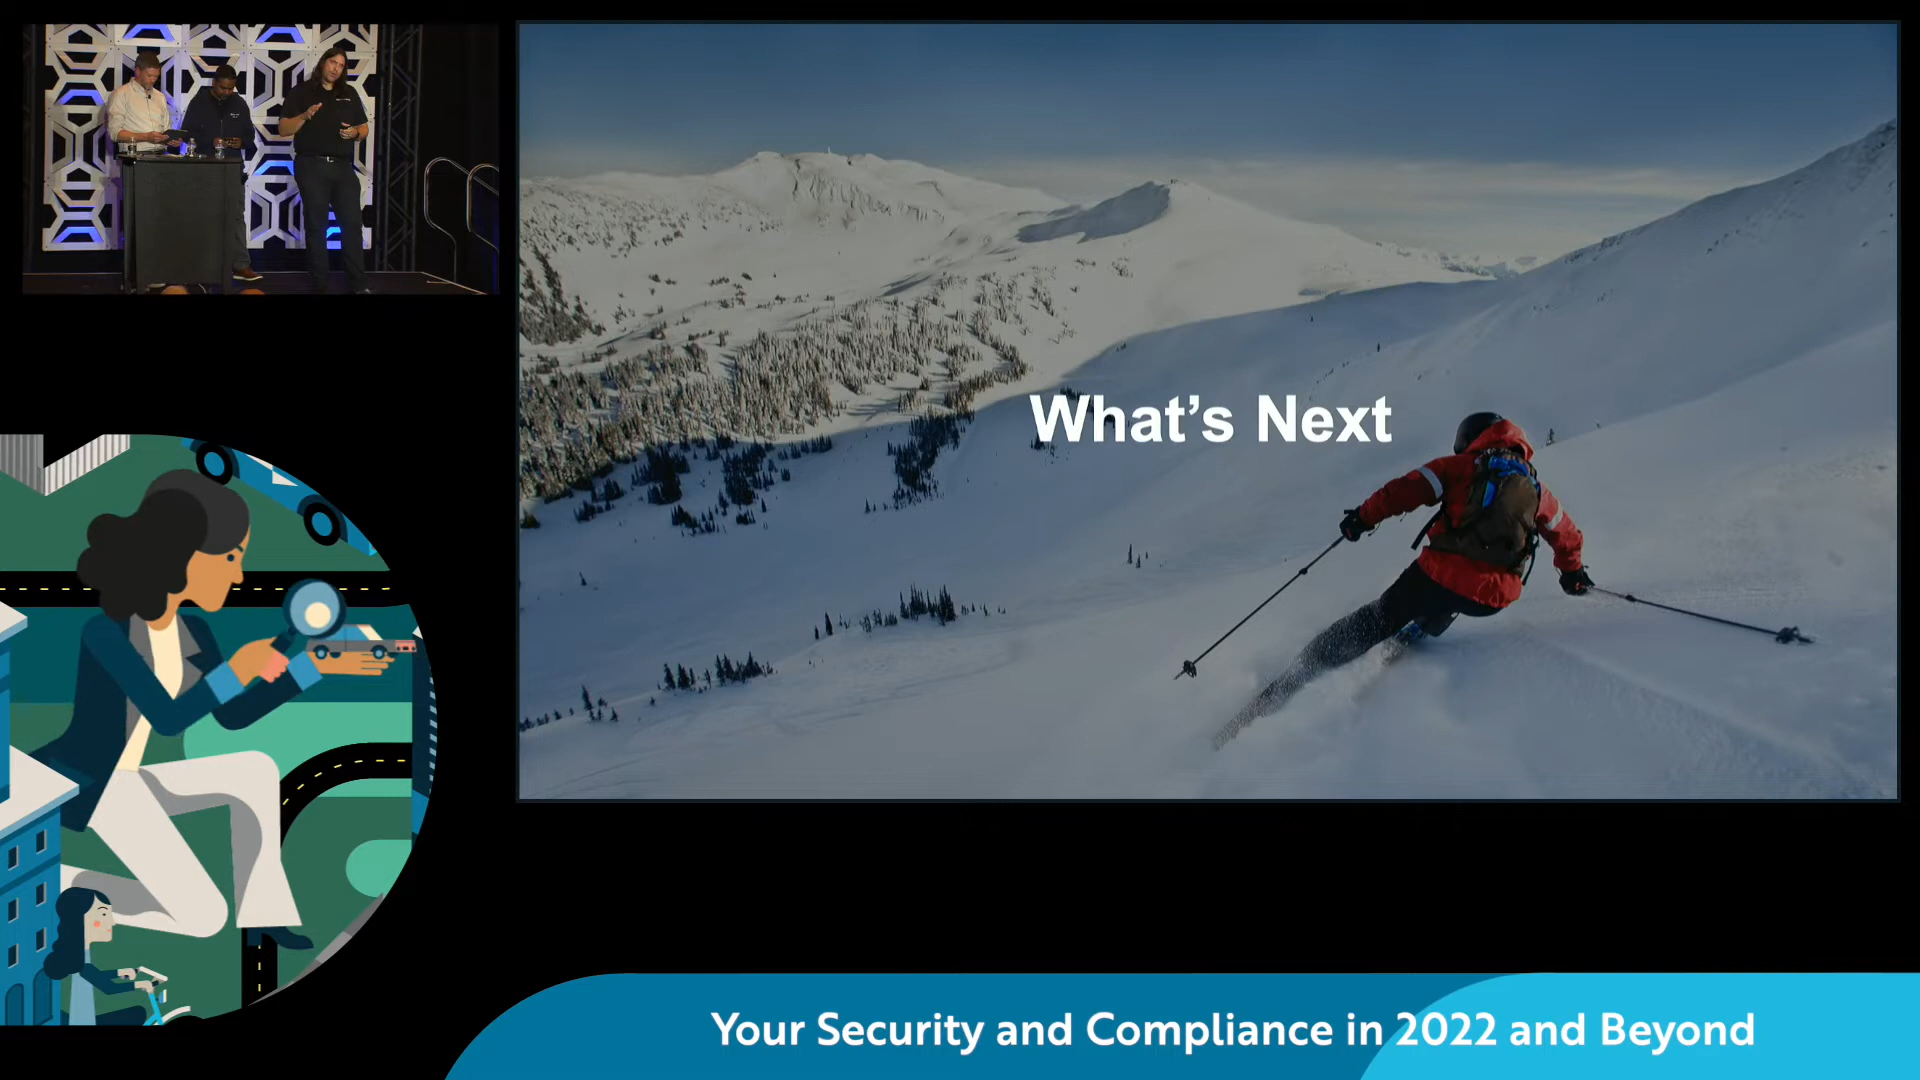 What’s Next
Your Security and Compliance in 2022 and Beyond